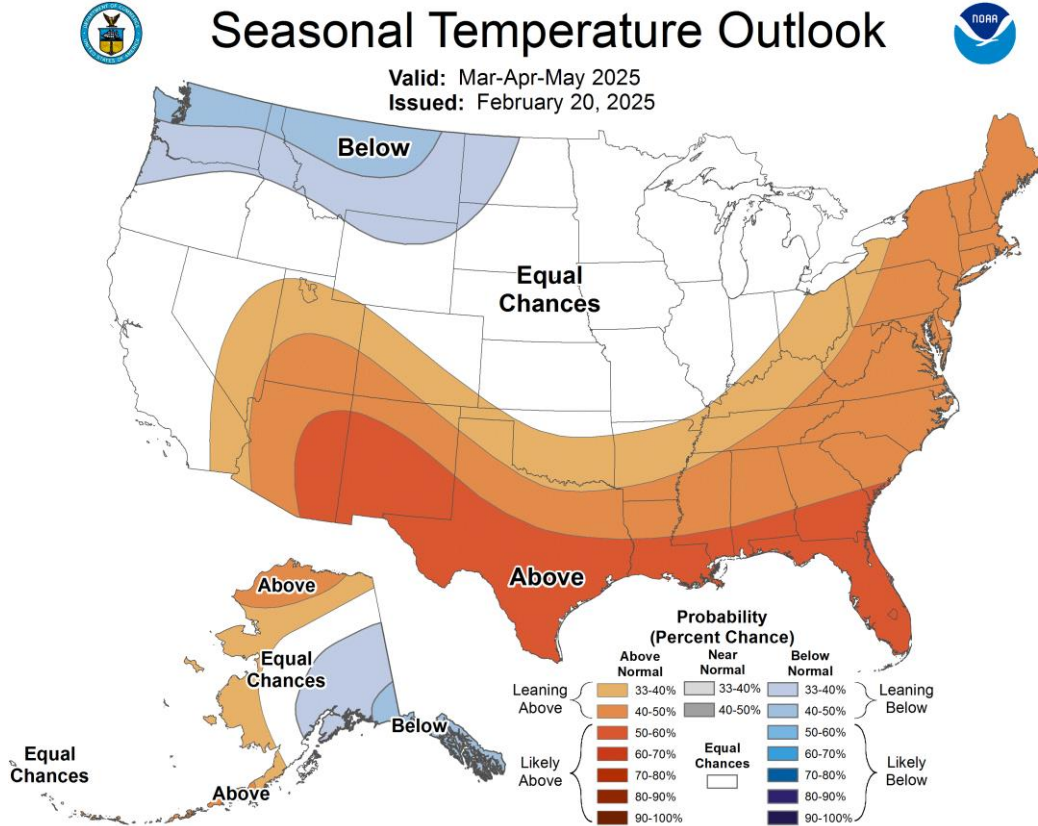 Seasonal Temperature Outlook
NOAA
Valid: Mar-Apr-May 2025
Issued: February 20, 2025
Below
Equal
Chances
Above
Above
Equal
Chances
Below
Equal
Chances
Above
Probability
(Percent Chance)
Above
Normal
Near
Normal
Below
Normal
Leaning
Above
33-40%
33-40%
33-40%
Leaning
Below
40-50%
40-50%
40-50%
Likely
Above
50-60%
50-60%
Likely
Below
60-70%
60-70%
Equal
Chances
70-80%
70-80%
80-90%
80-90%
90-100%
90-100%